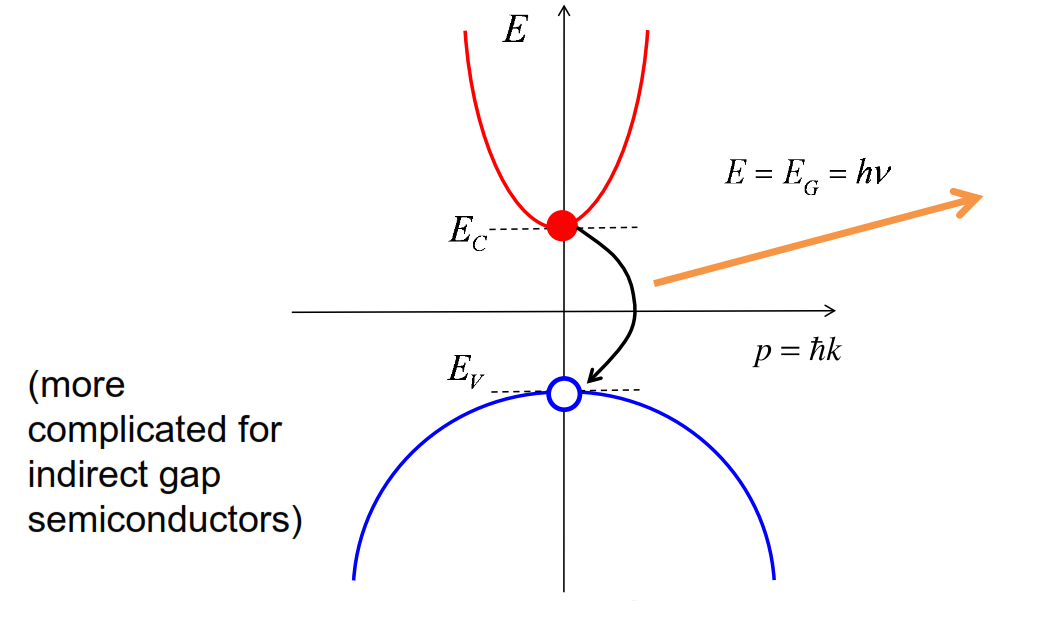 E
E = E_G = hν
E_C
p = ħk
E_V
(more
complicated for
indirect gap
semiconductors)